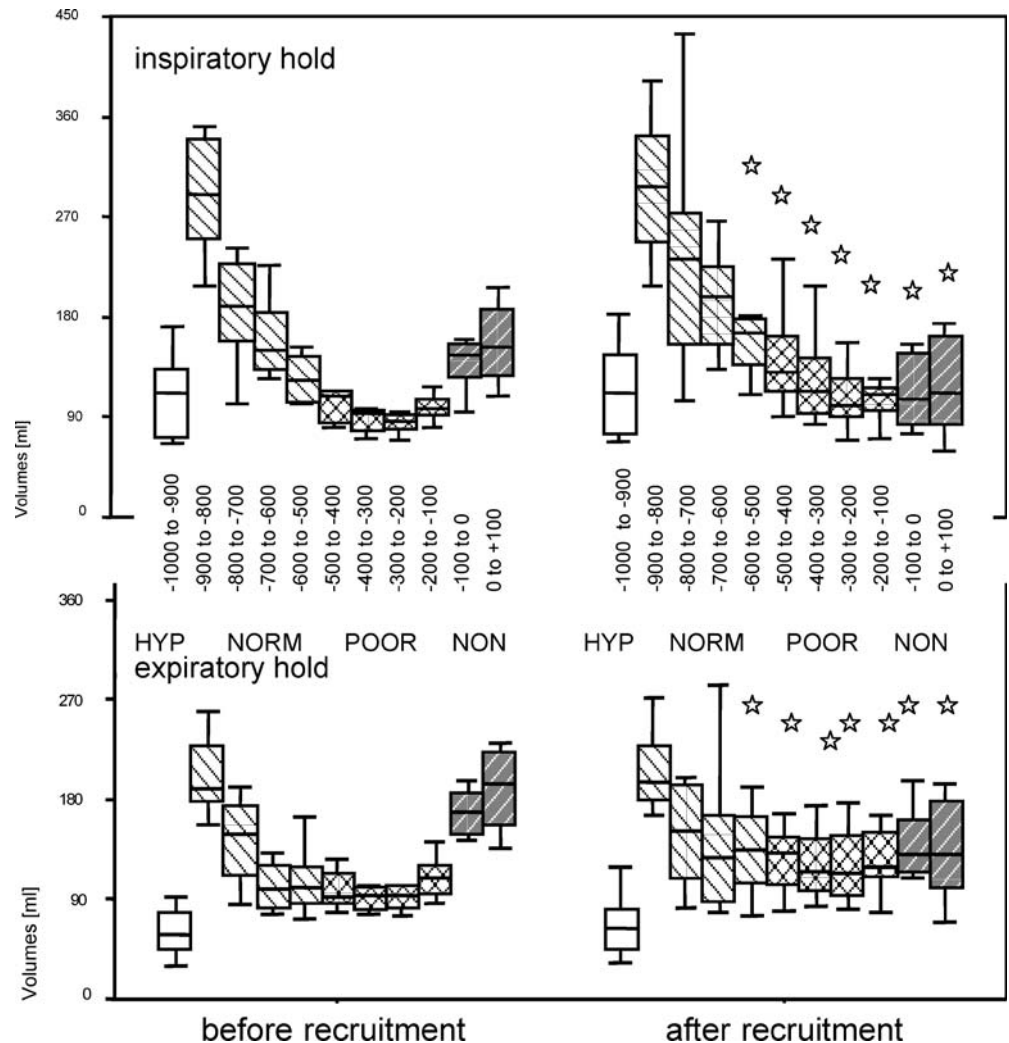 450
inspiratory hold
360
270
180
90
0
Volumes [ml]
-1000 to -900
-900 to -800
-800 to -700
-700 to -600
-600 to -500
-500 to -400
-400 to -300
-300 to -200
-200 to -100
-100 to 0
0 to +100
-1000 to -900
-900 to -800
-800 to -700
-700 to -600
-600 to -500
-500 to -400
-400 to -300
-300 to -200
-200 to -100
-100 to 0
0 to +100
360
HYP NORM POOR NON HYP NORM POOR NON
expiratory hold
270
180
90
0
Volumes [ml]
before recruitment after recruitment